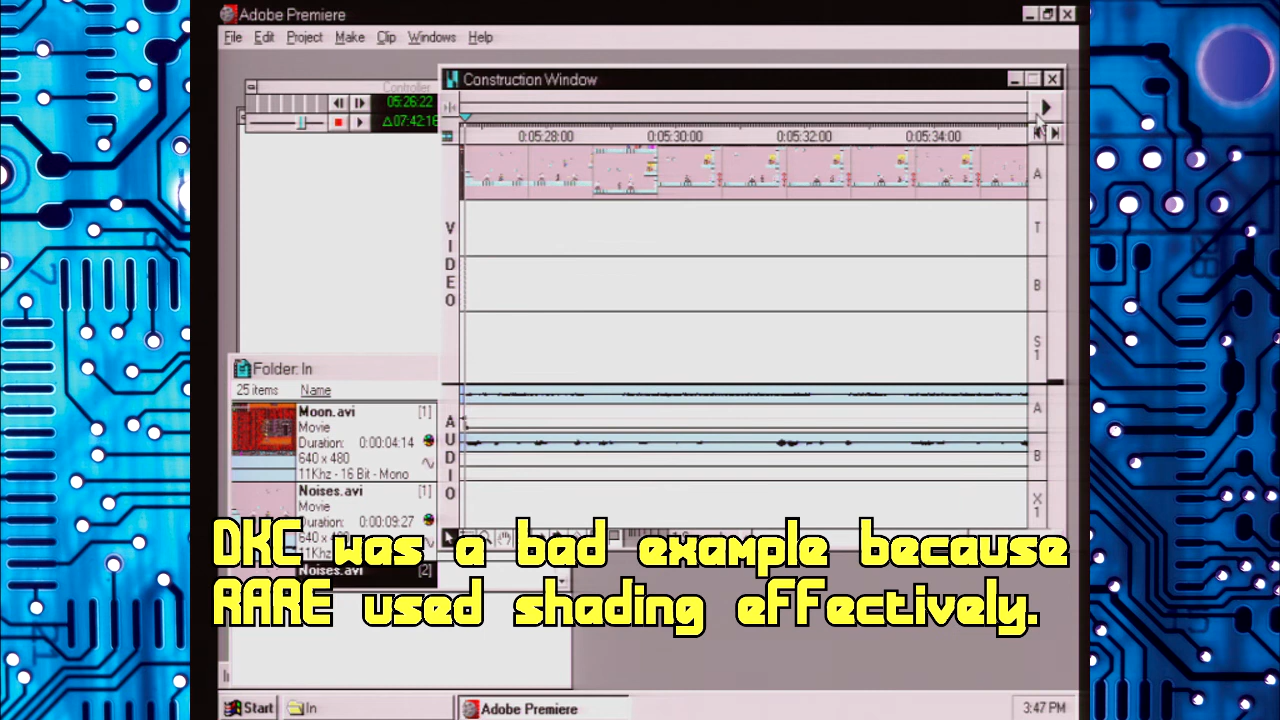 Adobe Premiere
File Edit Project Make Clip Windows Help
Construction Window
Controller
05:26:22
△07:42:16
0:05:28:00 0:05:30:00 0:05:32:00 0:05:34:00
A
T
B
S
1
VIDEO
Folder: In
25 items Name
Moon.avi [1]
Movie
Duration: 0:00:04:14
640 x 480
11Khz - 16 Bit - Mono
Noises.avi [1]
Movie
Duration: 0:00:09:27
Noises.avi [2]
AUDIO
A
B
X
1
DKC was a bad example because
RARE used shading effectively.
Start In Adobe Premiere 3:47 PM